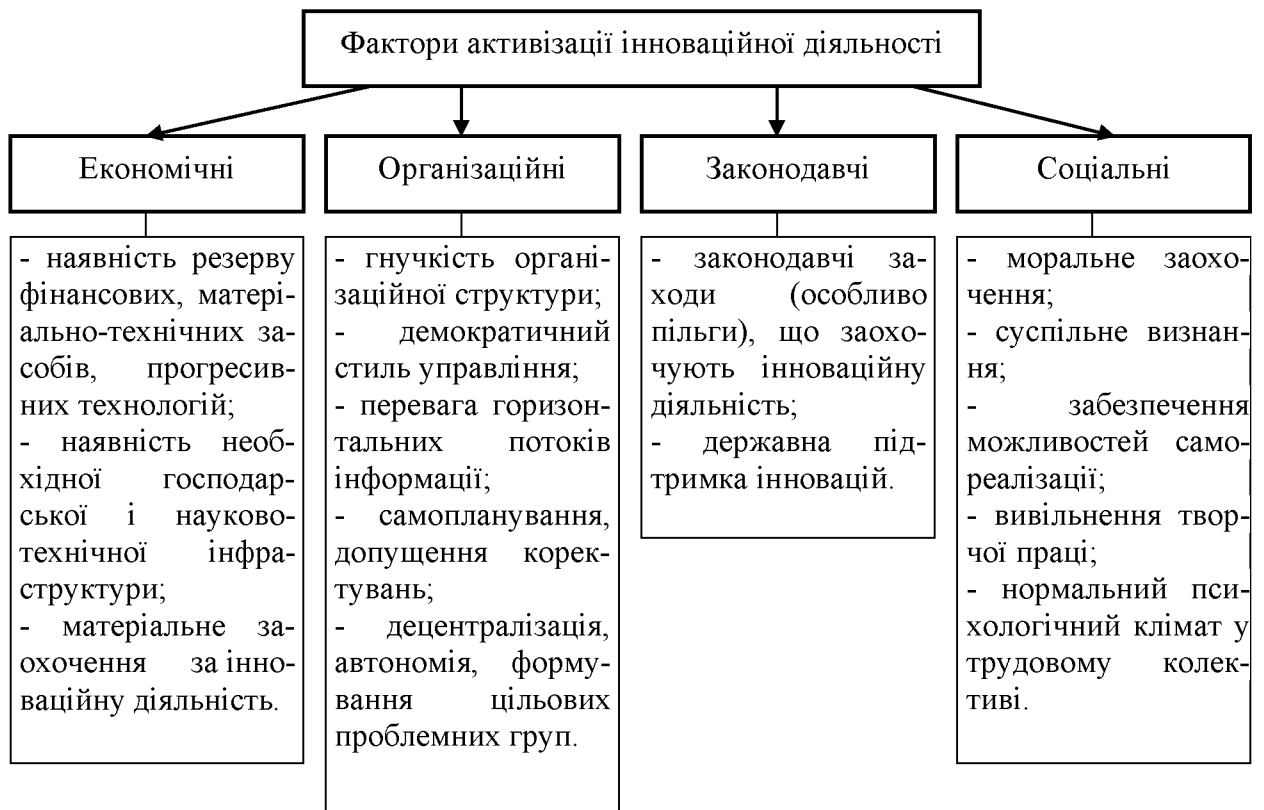 Фактори активізації інноваційної діяльності
Економічні
Організаційні
Законодавчі
Соціальні
- наявність резерву
фінансових, матері-
ально-технічних за-
собів, прогресив-
них технологій;
- наявність необ-
хідної господар-
ської і науково-
технічної інфра-
структури;
- матеріальне за-
охочення за інно-
ваційну діяльність.
- гнучкість органі-
заційної структури;
- демократичний
стиль управління;
- перевага горизон-
тальних потоків
інформації;
- самопланування,
допущення корек-
тувань;
- децентралізація,
автономія, форму-
вання цільових
проблемних груп.
- законодавчі за-
ходи (особливо
пільги), що заохо-
чують інноваційну
діяльність;
- державна під-
тримка інновацій.
- моральне заохо-
чення;
- суспільне визнан-
ня;
- забезпечення
можливостей само-
реалізації;
- вивільнення твор-
чої праці;
- нормальний пси-
хологічний клімат у
трудовому колек-
тиві.